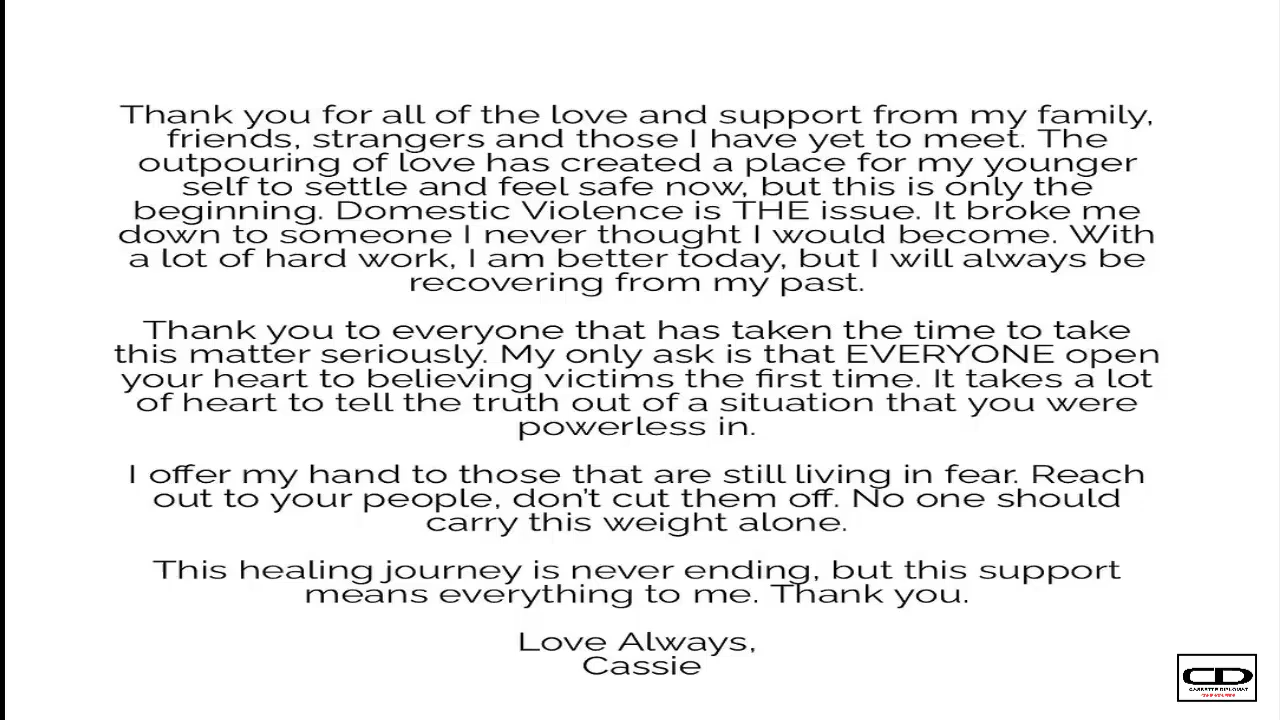 Thank you for all of the love and support from my family,
friends, strangers and those I have yet to meet. The
outpouring of love has created a place for my younger
self to settle and feel safe now, but this is only the
beginning. Domestic Violence is THE issue. It broke me
down to someone I never thought I would become. With
a lot of hard work, I am better today, but I will always be
recovering from my past.
Thank you to everyone that has taken the time to take
this matter seriously. My only ask is that EVERYONE open
your heart to believing victims the first time. It takes a lot
of heart to tell the truth out of a situation that you were
powerless in.
I offer my hand to those that are still living in fear. Reach
out to your people, don't cut them off. No one should
carry this weight alone.
This healing journey is never ending, but this support
means everything to me. Thank you.
Love Always,
Cassie
CD
CASSETTE DIPLOMAT